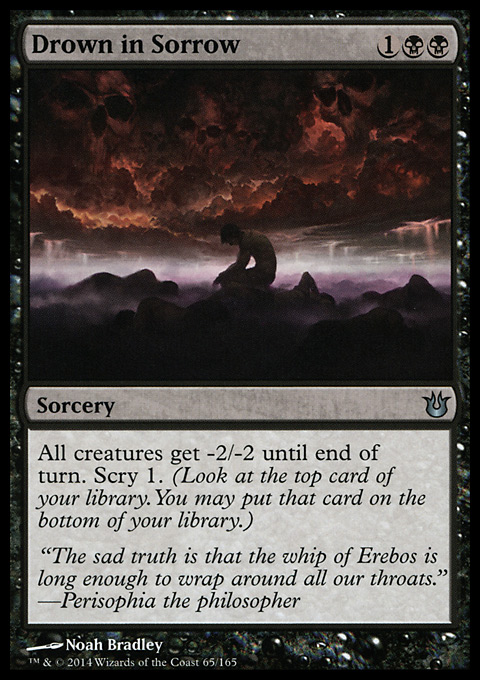 Drown in Sorrow 1
Sorcery
All creatures get -2/-2 until end of
turn. Scry 1. (Look at the top card of
your library. You may put that card on the
bottom of your library.)
“The sad truth is that the whip of Erebos is
long enough to wrap around all our throats.”
—Perisophia the philosopher
Noah Bradley
™ & © 2014 Wizards of the Coast 65/165